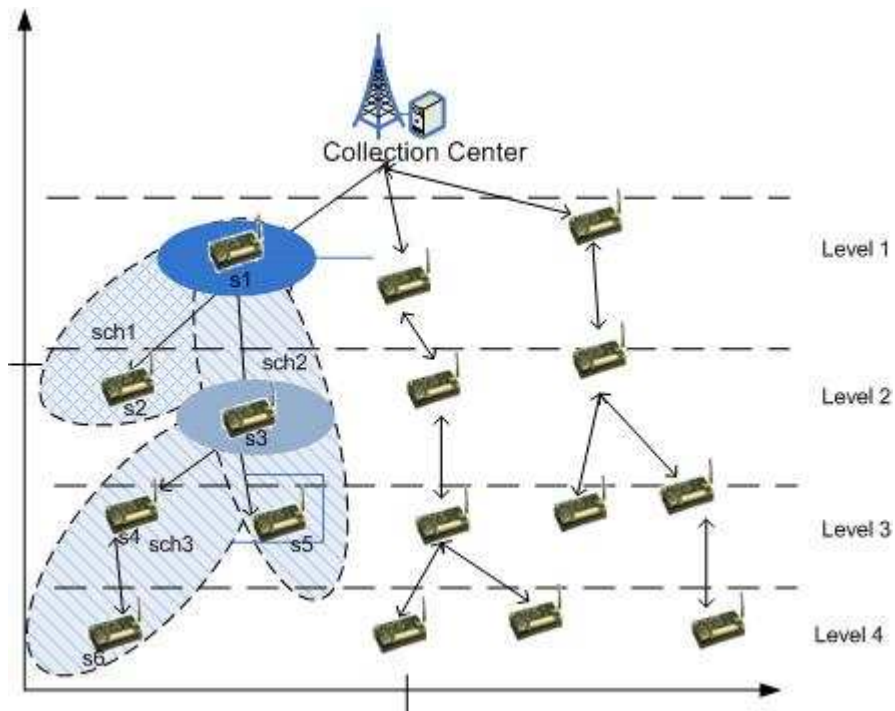 Collection Center
Level 1
s1
sch1
sch2
s2
Level 2
s3
s4
sch3
s5
Level 3
s6
Level 4